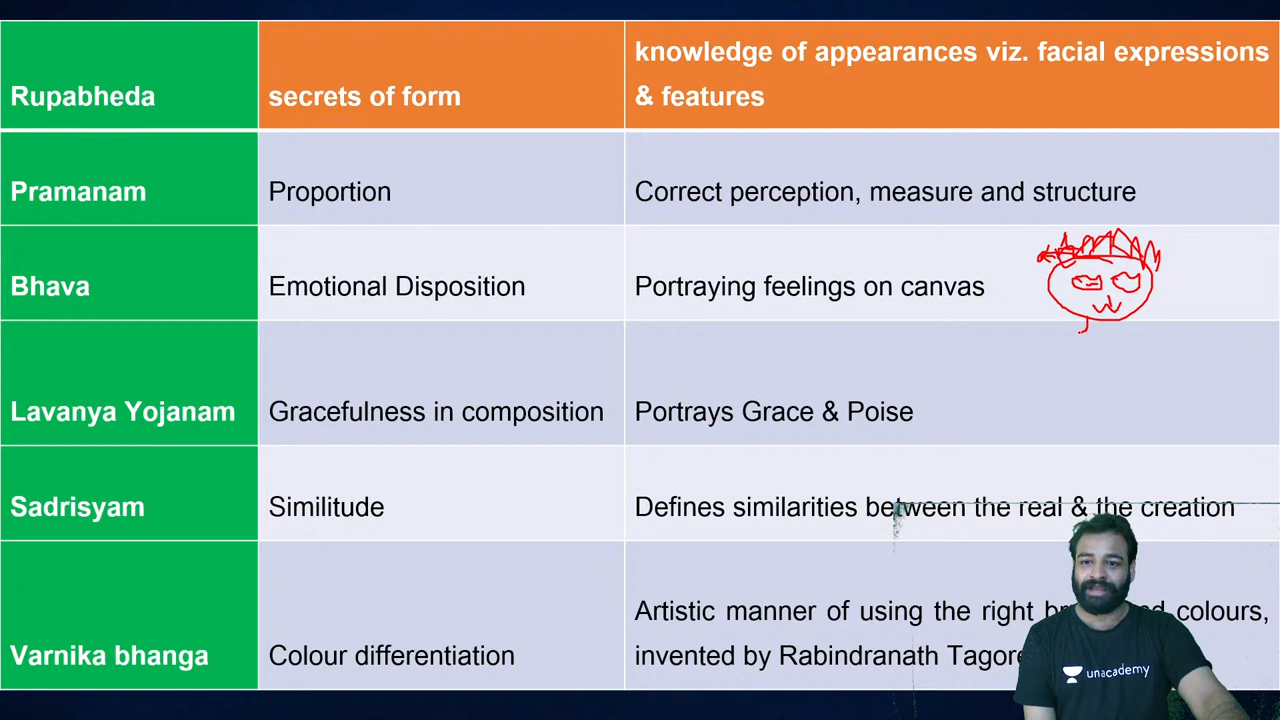 Rupabheda
secrets of form
knowledge of appearances viz. facial expressions
& features
Pramanam
Proportion
Correct perception, measure and structure
Bhava
Emotional Disposition
Portraying feelings on canvas
Lavanya Yojanam
Gracefulness in composition
Portrays Grace & Poise
Sadrisyam
Similitude
Defines similarities between the real & the creation
Varnika bhanga
Colour differentiation
Artistic manner of using the right colours,
invented by Rabindranath Tagore
unacademy